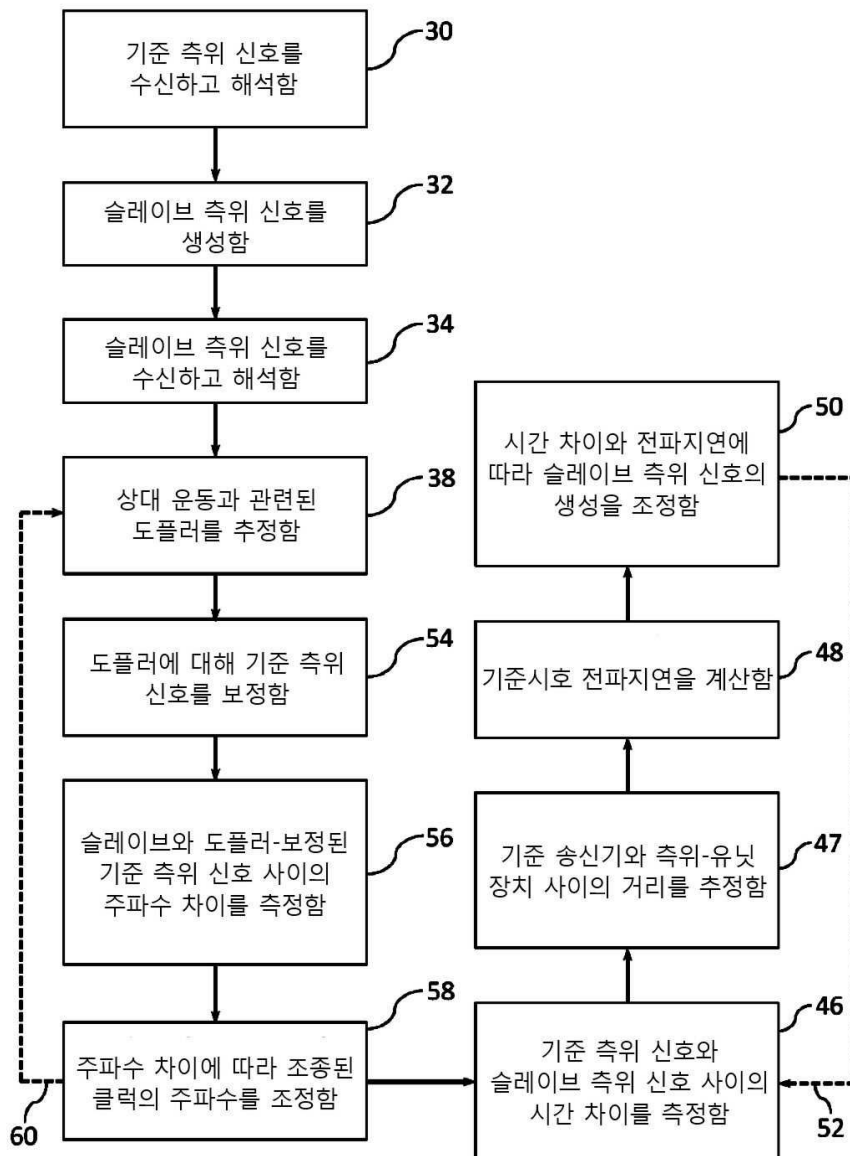 기준 측위 신호를
수신하고 해석함
30
슬레이브 측위 신호를
생성함
32
슬레이브 측위 신호를
수신하고 해석함
34
상대 운동과 관련된
도플러를 추정함
38
도플러에 대해 기준 측위
신호를 보정함
54
슬레이브와 도플러-보정된
기준 측위 신호 사이의
주파수 차이를 측정함
56
주파수 차이에 따라 조종된
클럭의 주파수를 조정함
58
60
기준 측위 신호와
슬레이브 측위 신호 사이의
시간 차이를 측정함
46
52
기준 송신기와 측위-유닛
장치 사이의 거리를 추정함
47
기준시호 전파지연을 계산함
48
시간 차이와 전파지연에
따라 슬레이브 측위 신호의
생성을 조정함
50